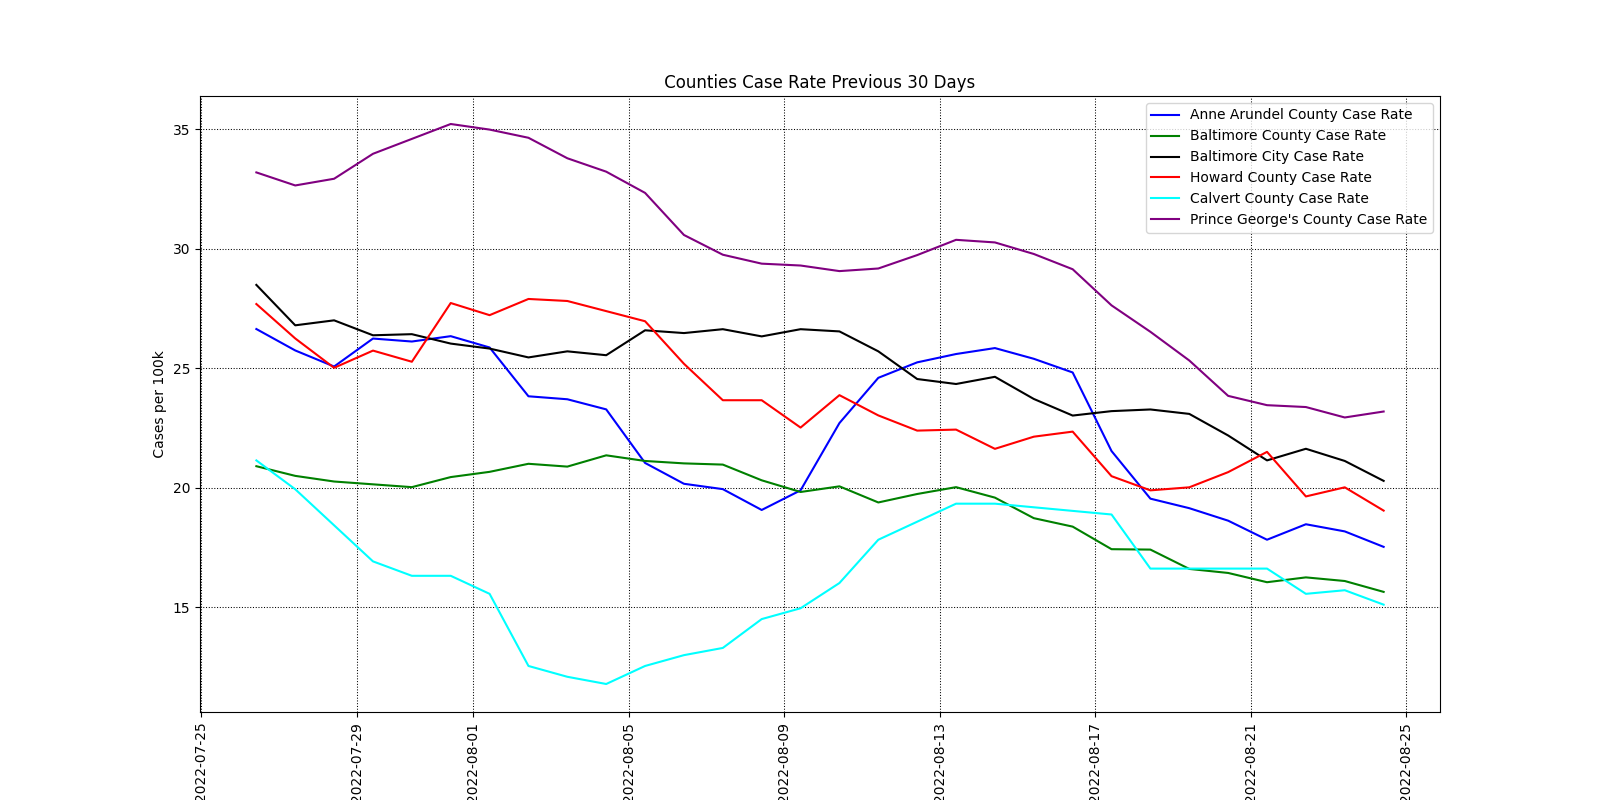 Counties Case Rate Previous 30 Days
Anne Arundel County Case Rate
Baltimore County Case Rate
Baltimore City Case Rate
Howard County Case Rate
Calvert County Case Rate
Prince George's County Case Rate
Cases per 100k
35
30
25
20
15
2022-07-25
2022-07-29
2022-08-01
2022-08-05
2022-08-09
2022-08-13
2022-08-17
2022-08-21
2022-08-25